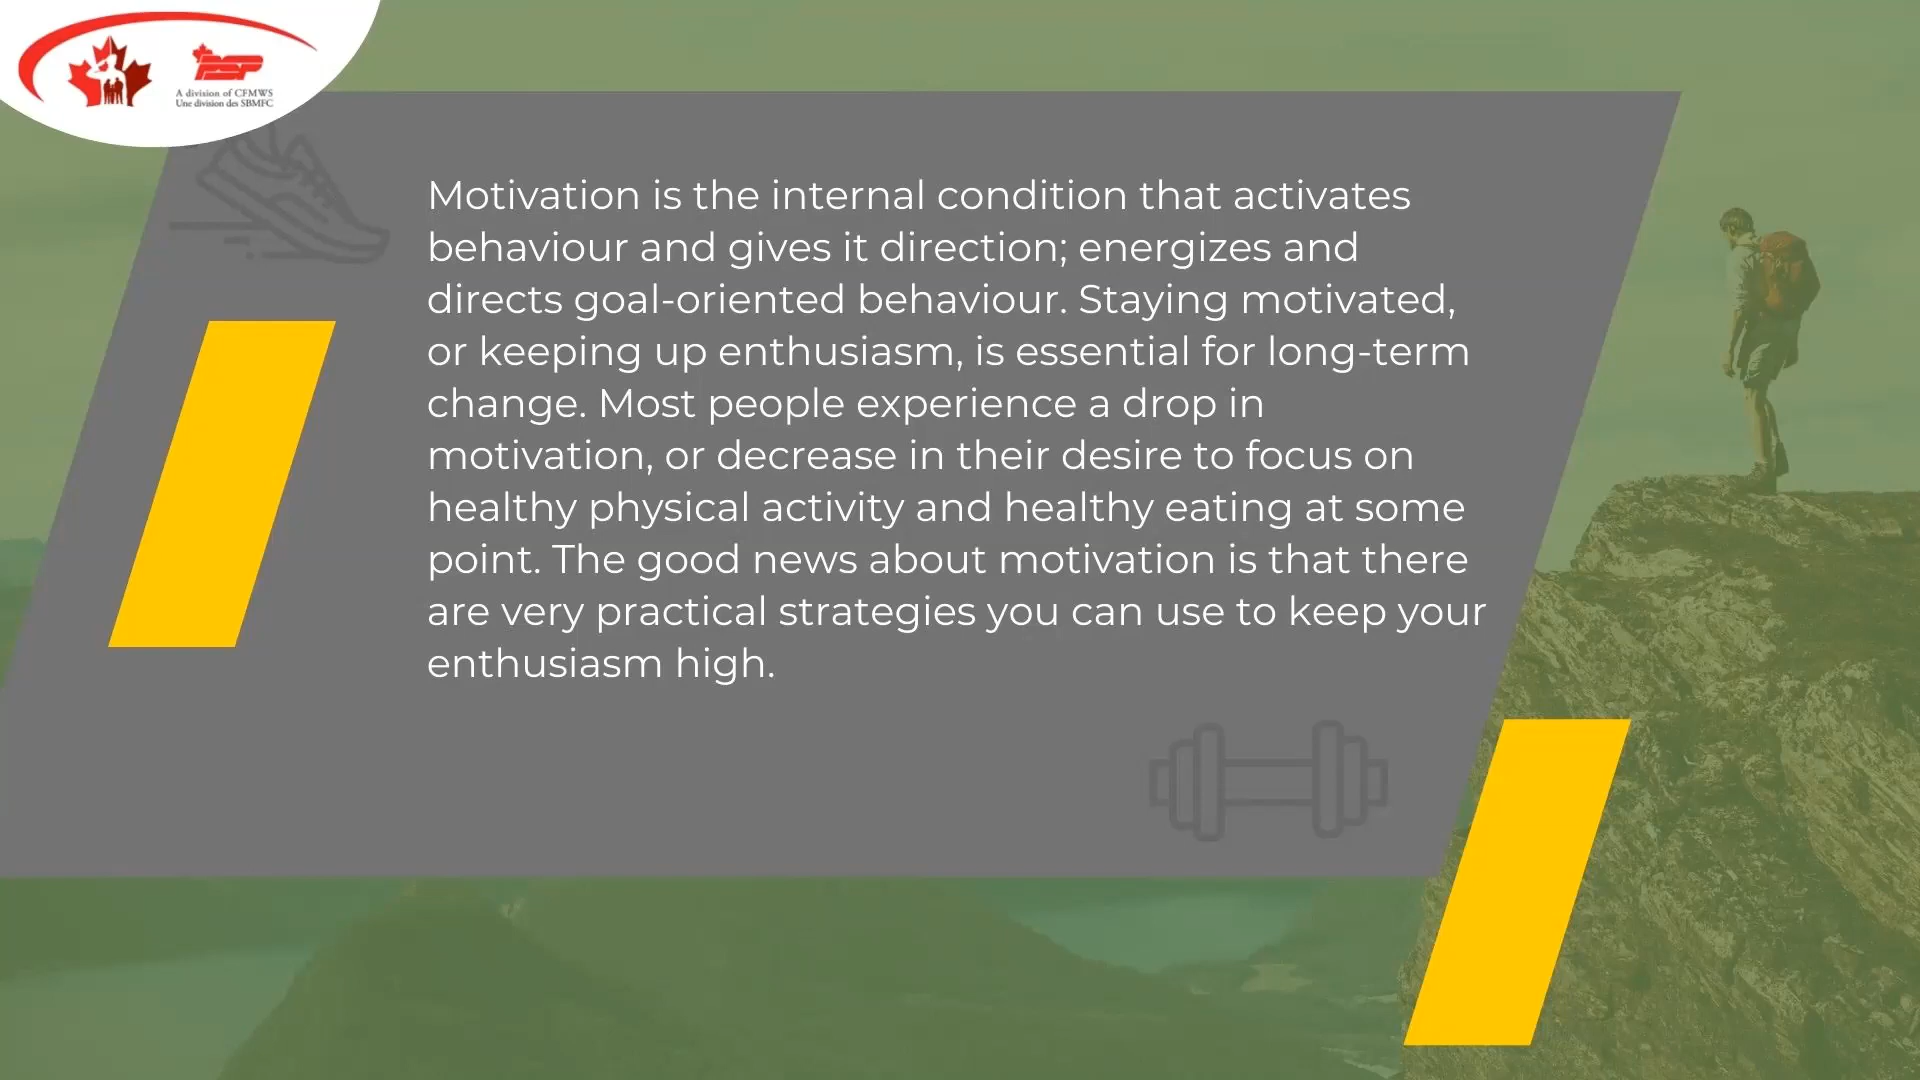 PSP
A division of CFMWS
Une division des SBMFC
Motivation is the internal condition that activates
behaviour and gives it direction; energizes and
directs goal-oriented behaviour. Staying motivated,
or keeping up enthusiasm, is essential for long-term
change. Most people experience a drop in
motivation, or decrease in their desire to focus on
healthy physical activity and healthy eating at some
point. The good news about motivation is that there
are very practical strategies you can use to keep your
enthusiasm high.